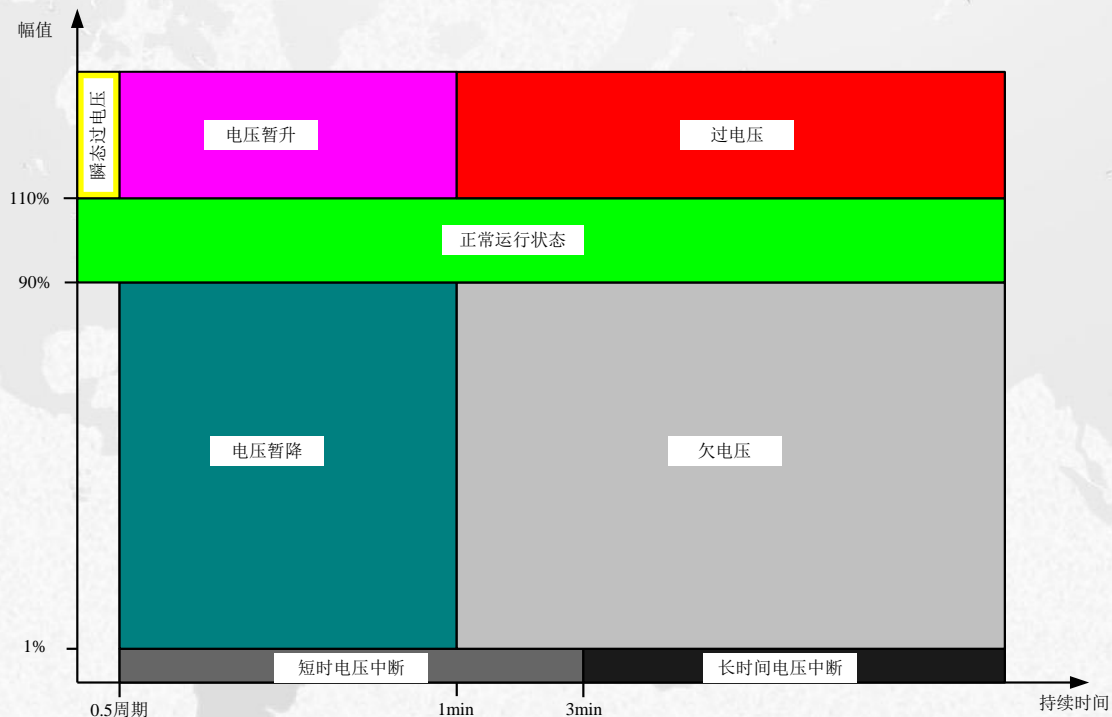 幅值
瞬态过电压
电压暂升
过电压
110%
正常运行状态
90%
电压暂降
欠电压
1%
短时电压中断
长时间电压中断
0.5周期
1min
3min
持续时间